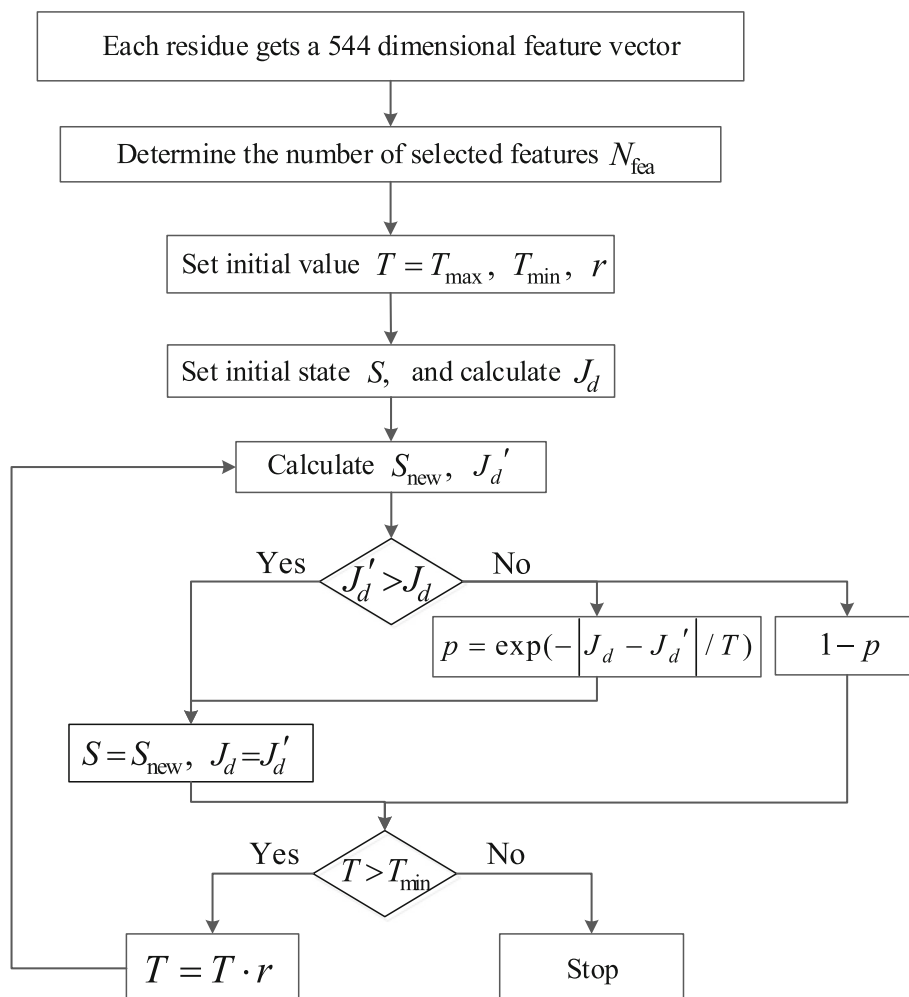 Each residue gets a 544 dimensional feature vector
Determine the number of selected features N_fea
Set initial value T = T_max, T_min, r
Set initial state S, and calculate J_d
Calculate S_new, J_d′
Yes
No
J_d′ > J_d
p = exp(−|J_d − J_d′| / T)
1− p
S = S_new, J_d = J_d′
Yes
No
T > T_min
T = T · r
Stop